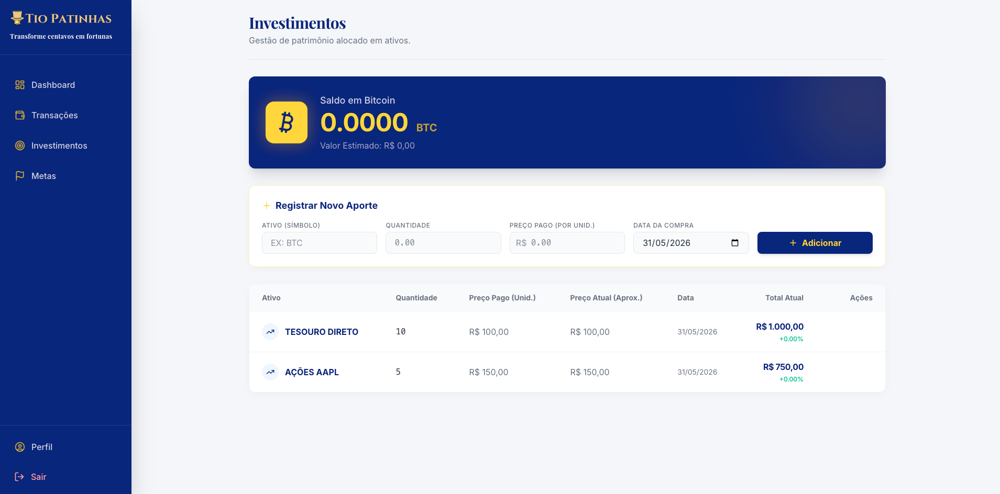 Tio Patinhas
Transforme centavos em fortunas
Dashboard
Transações
Investimentos
Metas
Perfil
Sair
Investimentos
Gestão de patrimônio alocado em ativos.
Saldo em Bitcoin
0.0000 BTC
Valor Estimado: R$ 0,00
Registrar Novo Aporte
ATIVO (SÍMBOLO) QUANTIDADE PREÇO PAGO (POR UNID.) DATA DA COMPRA
EX: BTC 0.00 R$ 0.00 31/05/2026 + Adicionar
Ativo Quantidade Preço Pago (Unid.) Preço Atual (Aprox.) Data Total Atual Ações
TESOURO DIRETO 10 R$ 100,00 R$ 100,00 31/05/2026 R$ 1.000,00
+0.00%
AÇÕES AAPL 5 R$ 150,00 R$ 150,00 31/05/2026 R$ 750,00
+0.00%